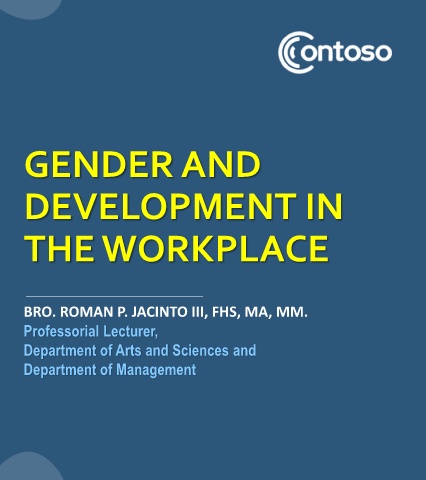 Contoso
GENDER AND
DEVELOPMENT IN
THE WORKPLACE
BRO. ROMAN P. JACINTO III, FHS, MA, MM.
Professorial Lecturer,
Department of Arts and Sciences and
Department of Management